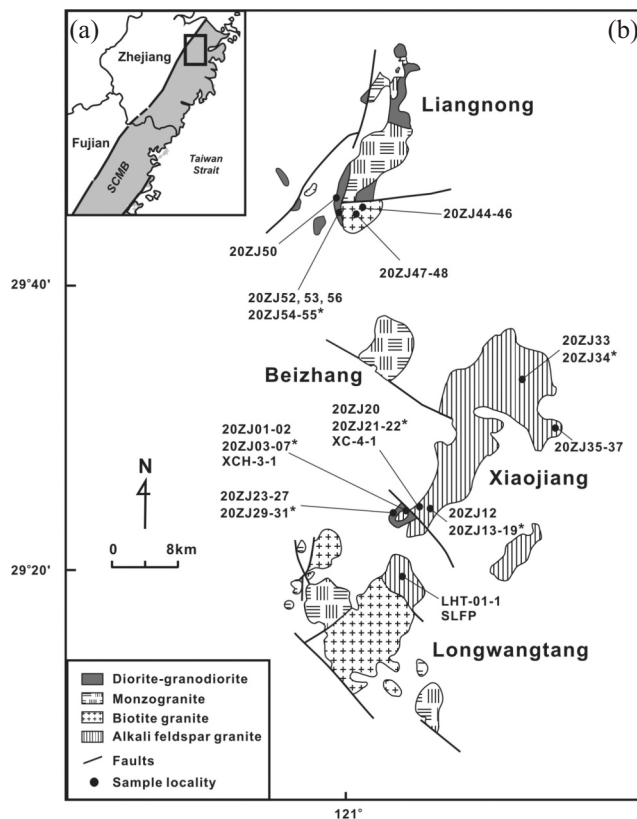 (a)
(b)
Zhejiang
Fujian
SCMB
Taiwan
Strait
Liangnong
20ZJ44-46
20ZJ50
20ZJ47-48
29°40'
20ZJ52, 53, 56
20ZJ54-55*
20ZJ33
20ZJ34*
Beizhang
20ZJ20
20ZJ21-22*
XC-4-1
20ZJ01-02
20ZJ03-07*
XCH-3-1
20ZJ35-37
Xiaojiang
N
20ZJ23-27
20ZJ29-31*
20ZJ12
20ZJ13-19*
0 8km
29°20'
LHT-01-1
SLFP
Longwangtang
Diorite-granodiorite
Monzogranite
Biotite granite
Alkali feldspar granite
Faults
Sample locality
121°